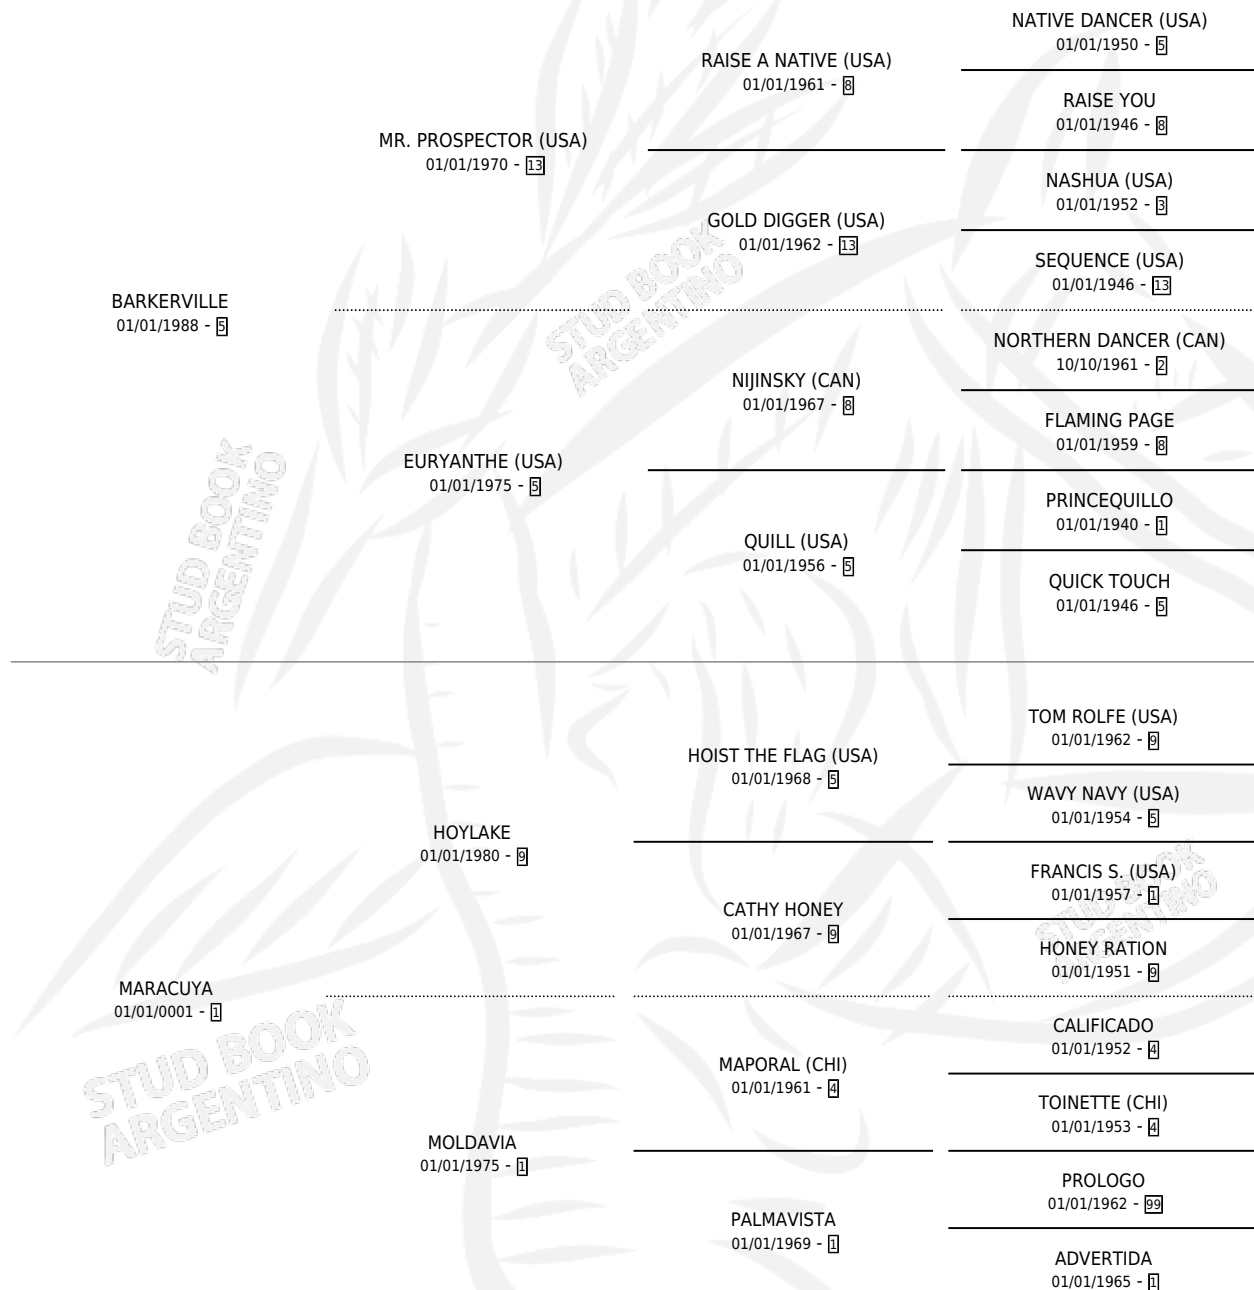 NATIVE DANCER (USA)
01/01/1950 - 5
RAISE A NATIVE (USA)
01/01/1961 - 8
RAISE YOU
01/01/1946 - 8
MR. PROSPECTOR (USA)
01/01/1970 - 13
NASHUA (USA)
01/01/1952 - 3
GOLD DIGGER (USA)
01/01/1962 - 13
SEQUENCE (USA)
01/01/1946 - 13
BARKERVILLE
01/01/1988 - 5
STUD BOOK
ARGENTINO
NORTHERN DANCER (CAN)
10/10/1961 - 2
NIJINSKY (CAN)
01/01/1967 - 8
FLAMING PAGE
01/01/1959 - 8
EURYANTHE (USA)
01/01/1975 - 5
PRINCEQUILLO
01/01/1940 - 1
QUILL (USA)
01/01/1956 - 5
QUICK TOUCH
01/01/1946 - 5
STUD BOOK
ARGENTINO
TOM ROLFE (USA)
01/01/1962 - 9
HOIST THE FLAG (USA)
01/01/1968 - 5
WAVY NAVY (USA)
01/01/1954 - 5
HOYLAKE
01/01/1980 - 9
FRANCIS S. (USA)
01/01/1957 - 1
CATHY HONEY
01/01/1967 - 9
STUD BOOK
ARGENTINO
HONEY RATION
01/01/1951 - 9
MARACUYA
01/01/0001 - 1
CALIFICADO
01/01/1952 - 4
STUD BOOK
ARGENTINO
MAPORAL (CHI)
01/01/1961 - 4
TOINETTE (CHI)
01/01/1953 - 4
MOLDAVIA
01/01/1975 - 1
PROLOGO
01/01/1962 - 99
PALMAVISTA
01/01/1969 - 1
ADVERTIDA
01/01/1965 - 1